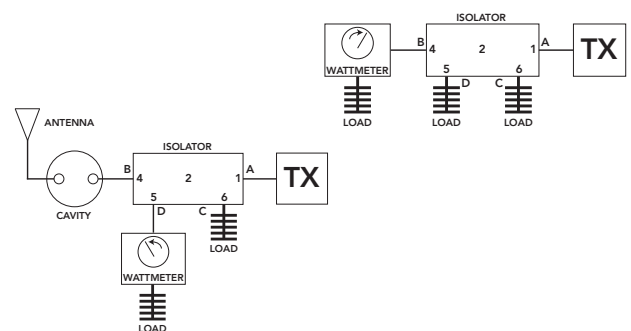 ISOLATOR
B 4 2 1 A TX
WATTMETER 5 D C 6
LOAD LOAD LOAD
ANTENNA
ISOLATOR
B 4 2 1 A TX
5 D C 6
CAVITY
LOAD
WATTMETER
LOAD